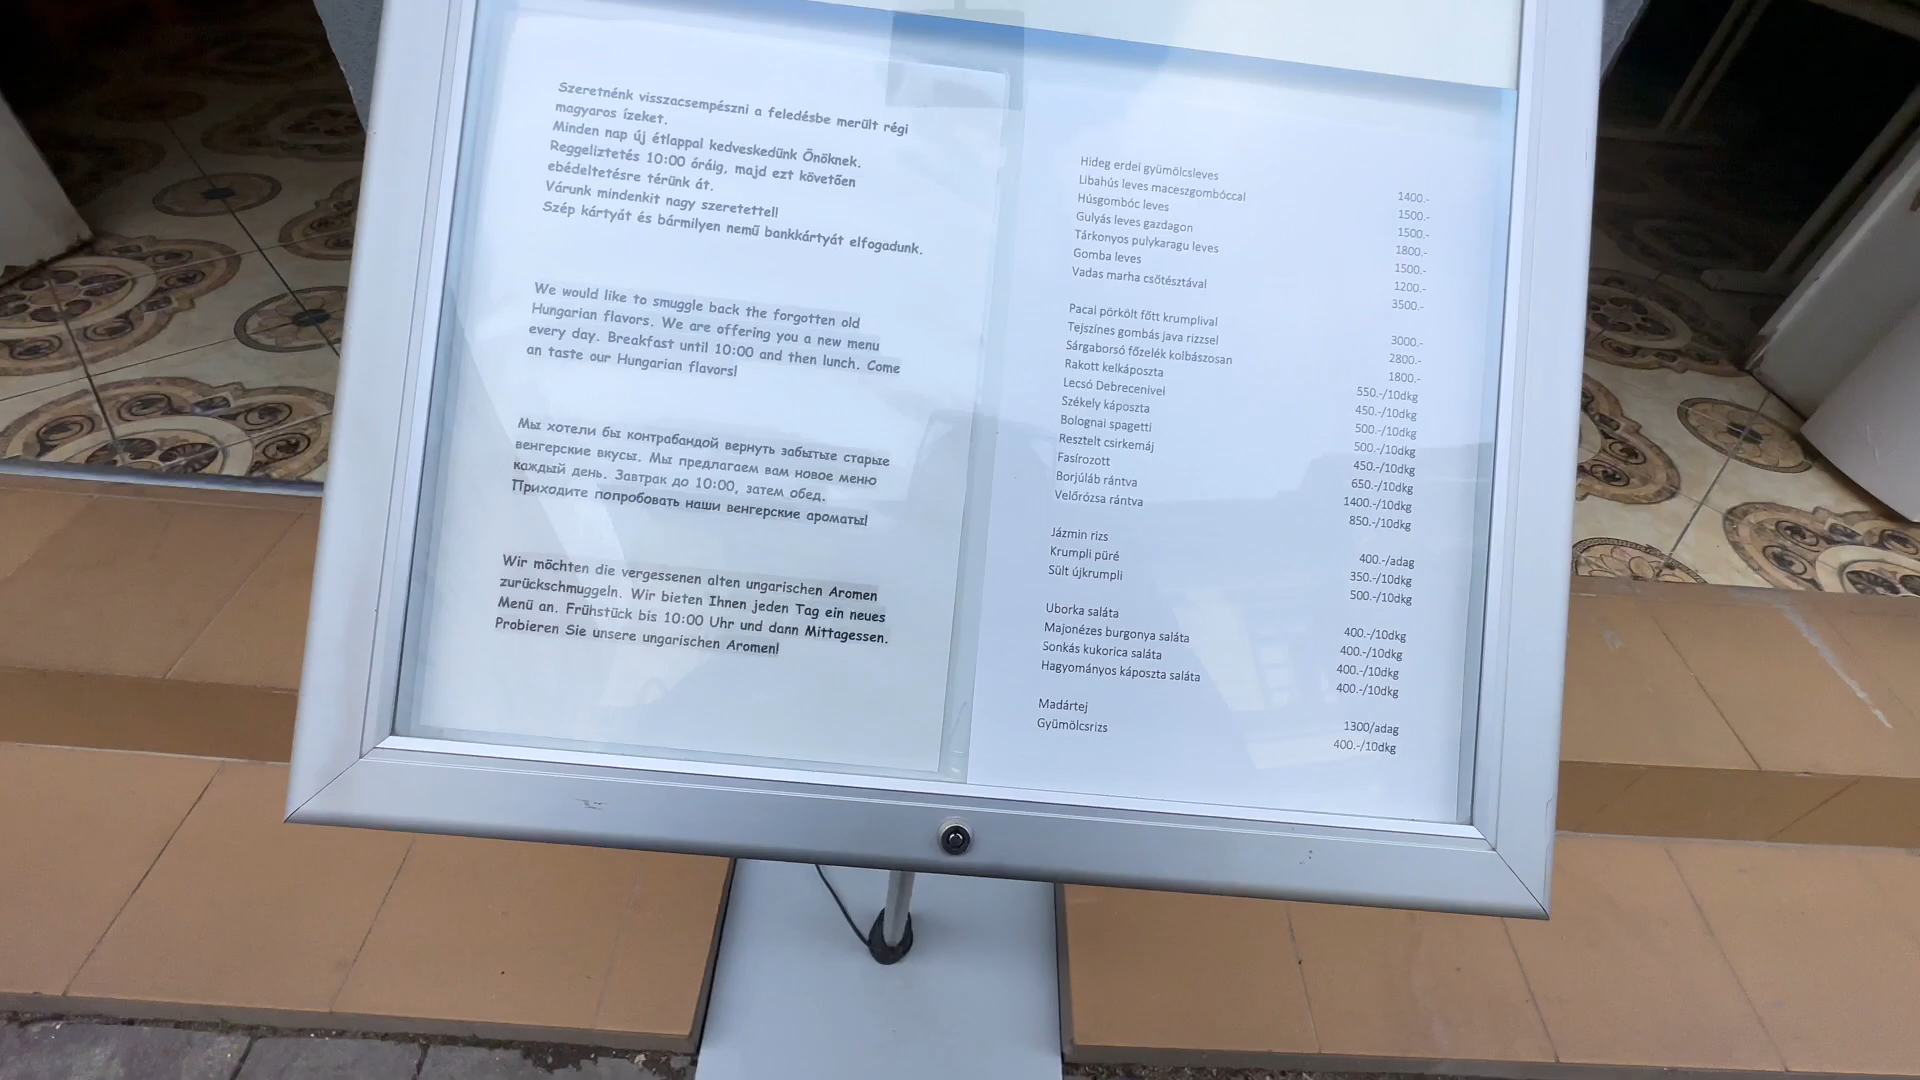 Szeretnénk visszacsempészni a feledésbe merült régi
magyaros ízeket.
Minden nap új étlappal kedveskedünk Önöknek.
Reggeliztetés 10:00 óráig, majd ezt követően
ebédeltetésre térünk át.
Várunk mindenkit nagy szeretettel!
Szép kártyát és bármilyen nemű bankkártyát elfogadunk.
We would like to smuggle back the forgotten old
Hungarian flavors. We are offering you a new menu
every day. Breakfast until 10:00 and then lunch. Come
an taste our Hungarian flavors!
Мы хотели бы контрабандой вернуть забытые старые
венгерские вкусы. Мы предлагаем вам новое меню
каждый день. Завтрак до 10:00, затем обед.
Приходите попробовать наши венгерские ароматы!
Wir möchten die vergessenen alten ungarischen Aromen
zurückschmuggeln. Wir bieten Ihnen jeden Tag ein neues
Menü an. Frühstück bis 10:00 Uhr und dann Mittagessen.
Probieren Sie unsere ungarischen Aromen!
Hideg erdei gyümölcsleves 1400.-
Libahús leves maceszgombóccal 1500.-
Húsgombóc leves 1500.-
Gulyás leves gazdagon 1800.-
Tárkonyos pulykaragu leves 1500.-
Gomba leves 1200.-
Vadas marha csőtésztával 3500.-
Pacal pörkölt főtt krumplival 3000.-
Tejszínes gombás java rizzsel 2800.-
Sárgaborsó főzelék kolbászosan 1800.-
Rakott kelkáposzta 550.-/10dkg
Lecsó Debrecenivel 450.-/10dkg
Székely káposzta 500.-/10dkg
Bolognai spagetti 500.-/10dkg
Resztelt csirkemáj 450.-/10dkg
Fasírozott 650.-/10dkg
Borjúláb rántva 1400.-/10dkg
Velőrózsa rántva 850.-/10dkg
Jázmin rizs 400.-/adag
Krumpli püré 350.-/10dkg
Sült újkrumpli 500.-/10dkg
Uborka saláta 400.-/10dkg
Majonézes burgonya saláta 400.-/10dkg
Sonkás kukorica saláta 400.-/10dkg
Hagyományos káposzta saláta 400.-/10dkg
Madártej 1300/adag
Gyümölcsrizs 400.-/10dkg